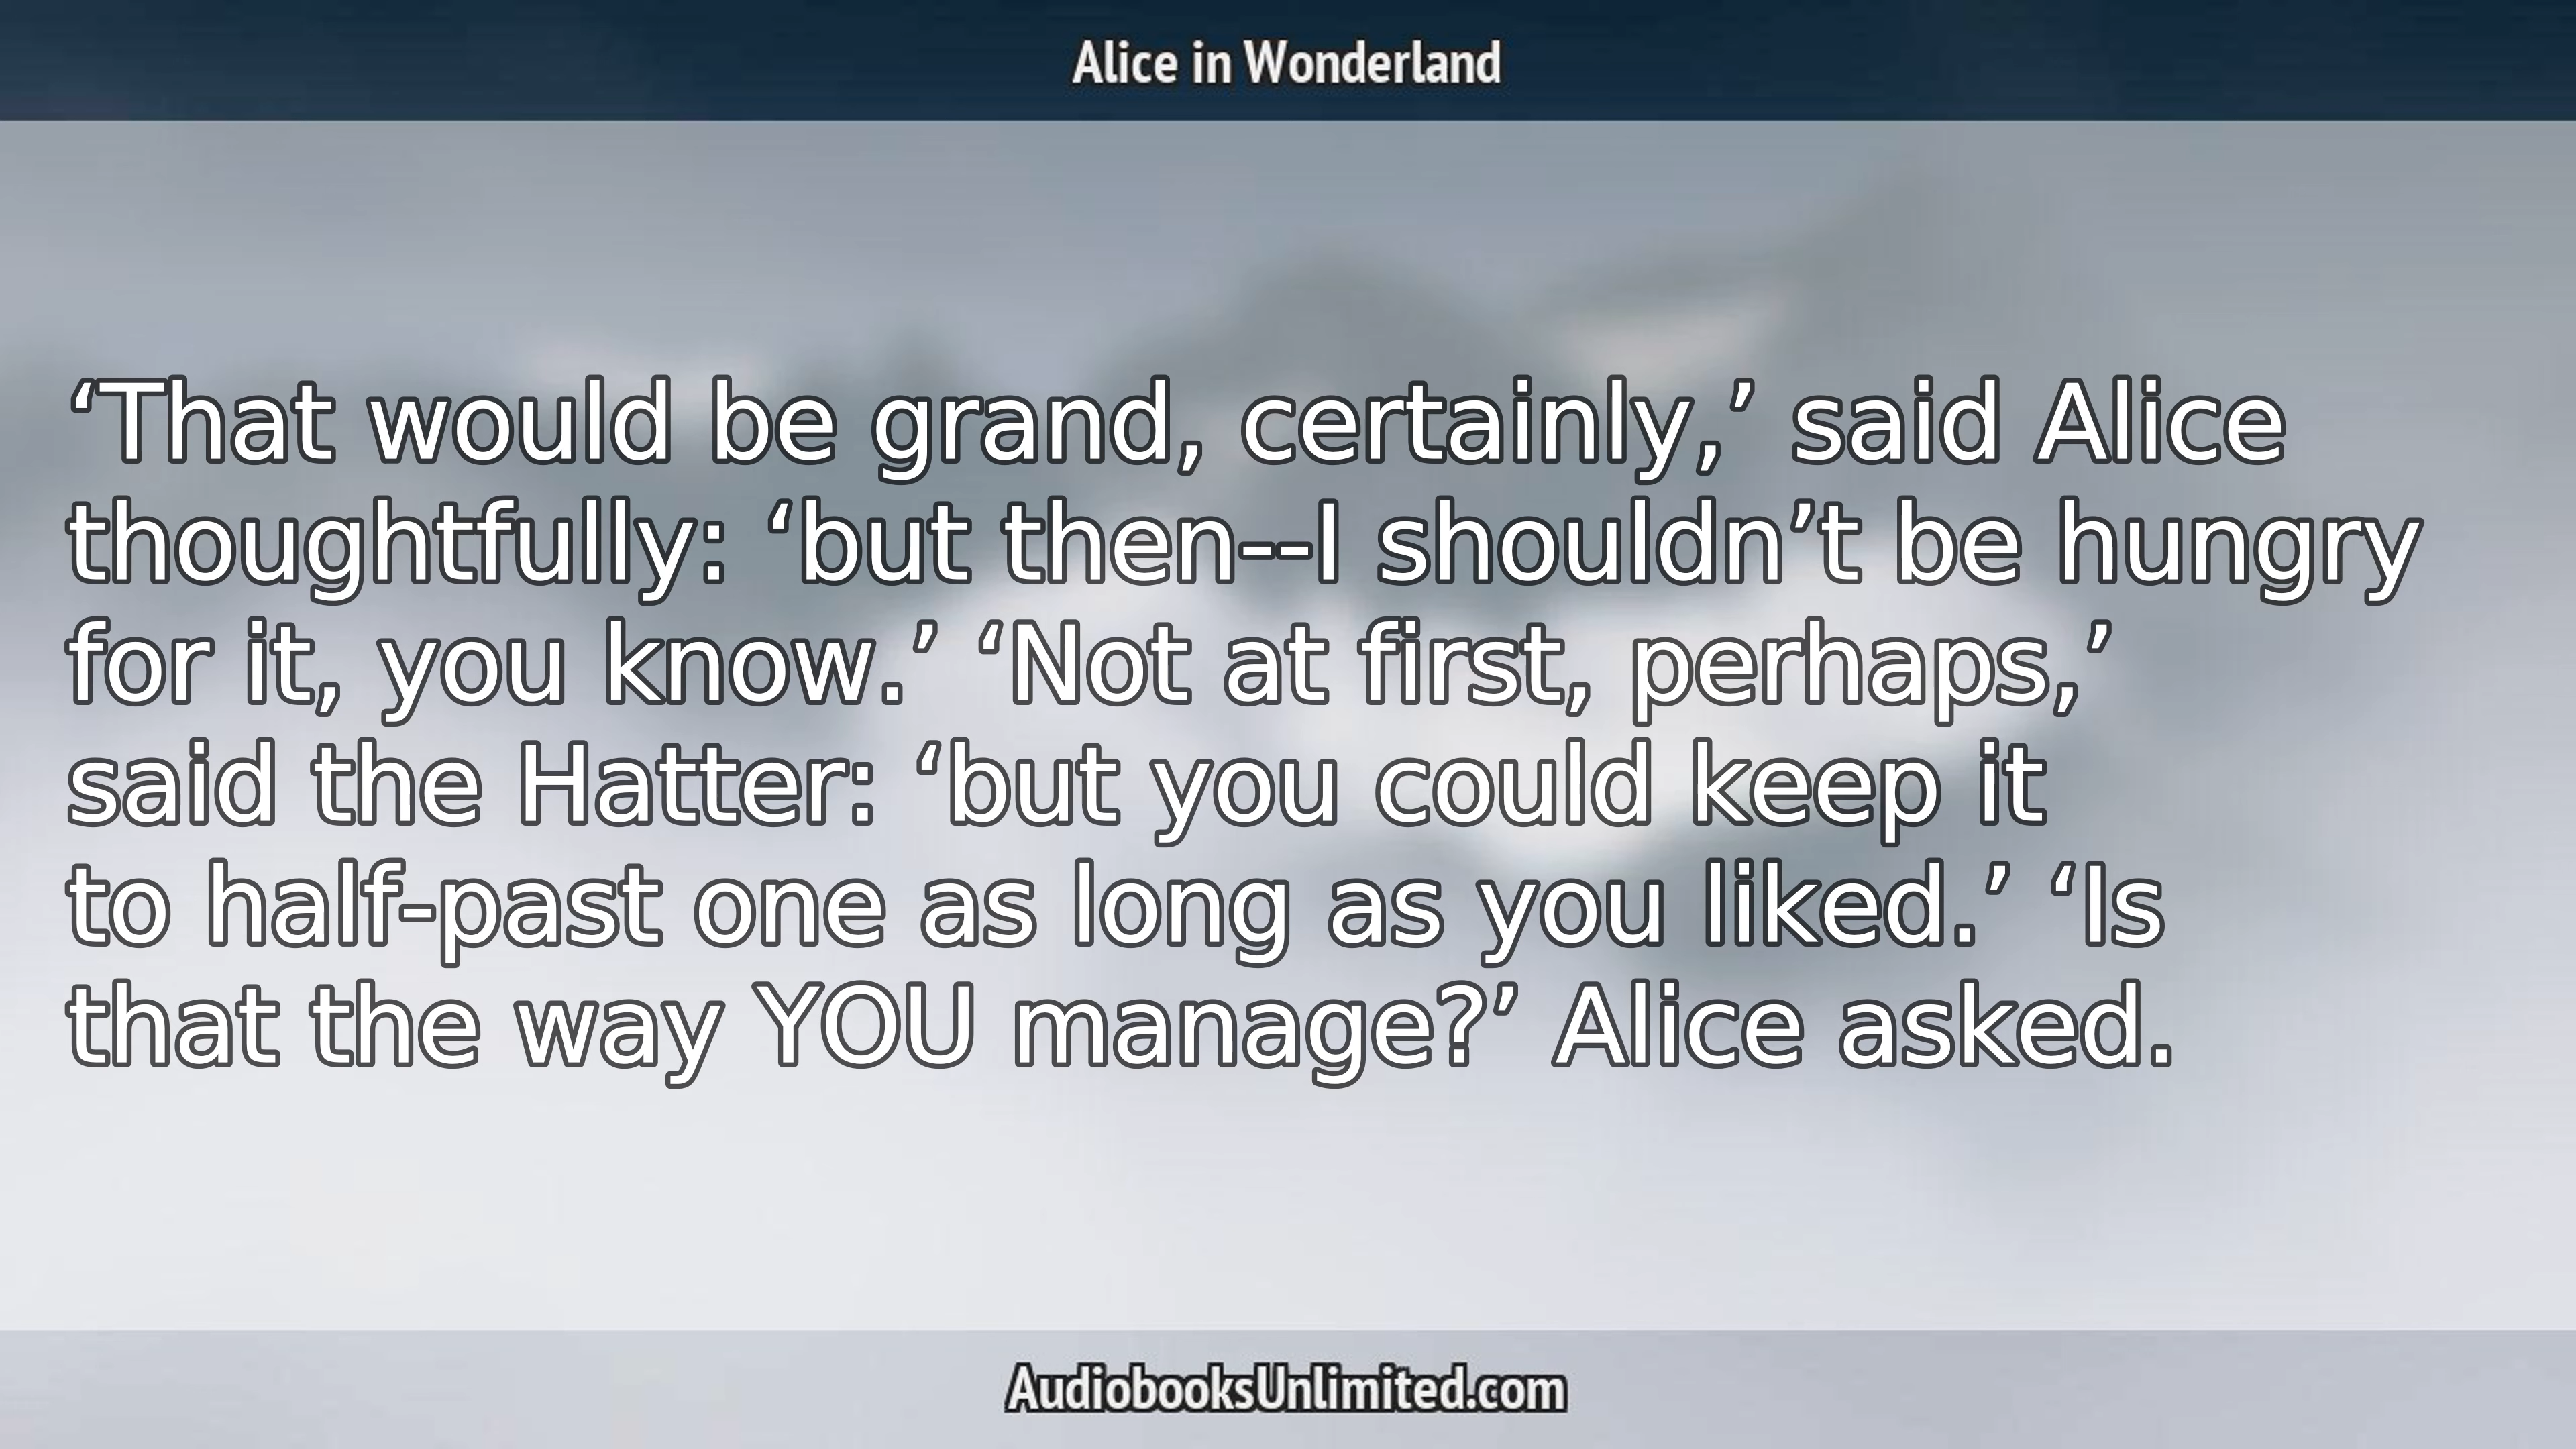 Alice in Wonderland
‘That would be grand, certainly,’ said Alice
thoughtfully: ‘but then--I shouldn’t be hungry
for it, you know.’ ‘Not at first, perhaps,’
said the Hatter: ‘but you could keep it
to half-past one as long as you liked.’ ‘Is
that the way YOU manage?’ Alice asked.
AudiobooksUnlimited.com